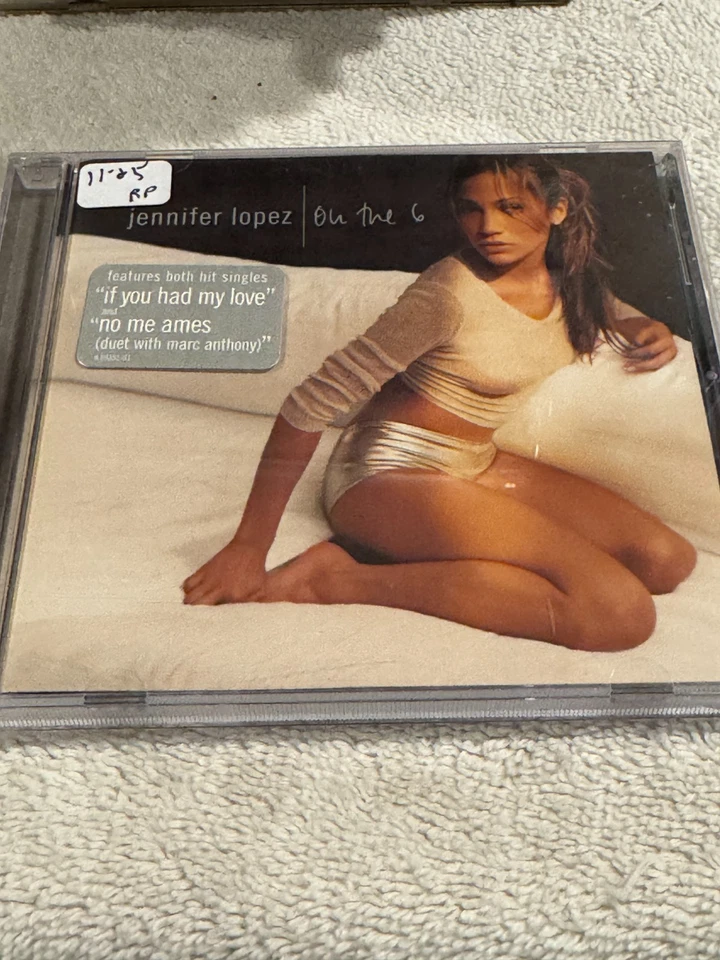 11-25
RP
jennifer lopez | on the 6
features both hit singles
"if you had my love"
and
"no me ames
(duet with marc anthony)"